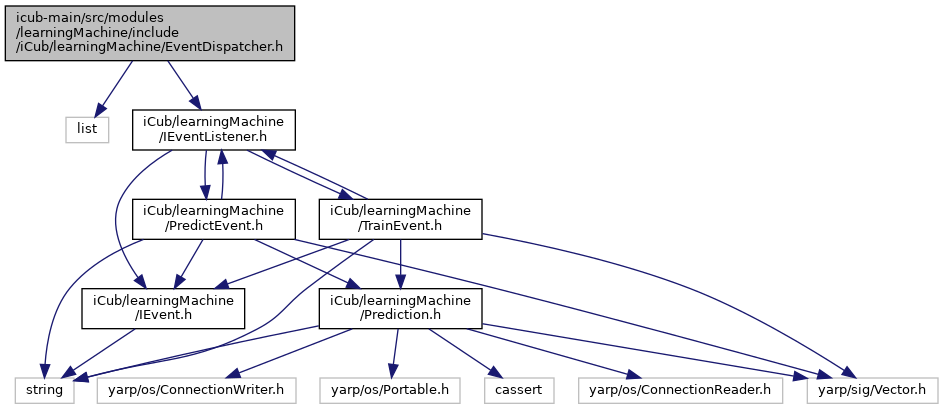 icub-main/src/modules
/learningMachine/include
/iCub/learningMachine/EventDispatcher.h
list
iCub/learningMachine
/IEventListener.h
iCub/learningMachine
/PredictEvent.h
iCub/learningMachine
/TrainEvent.h
iCub/learningMachine
/IEvent.h
iCub/learningMachine
/Prediction.h
string
yarp/os/ConnectionWriter.h
yarp/os/Portable.h
cassert
yarp/os/ConnectionReader.h
yarp/sig/Vector.h